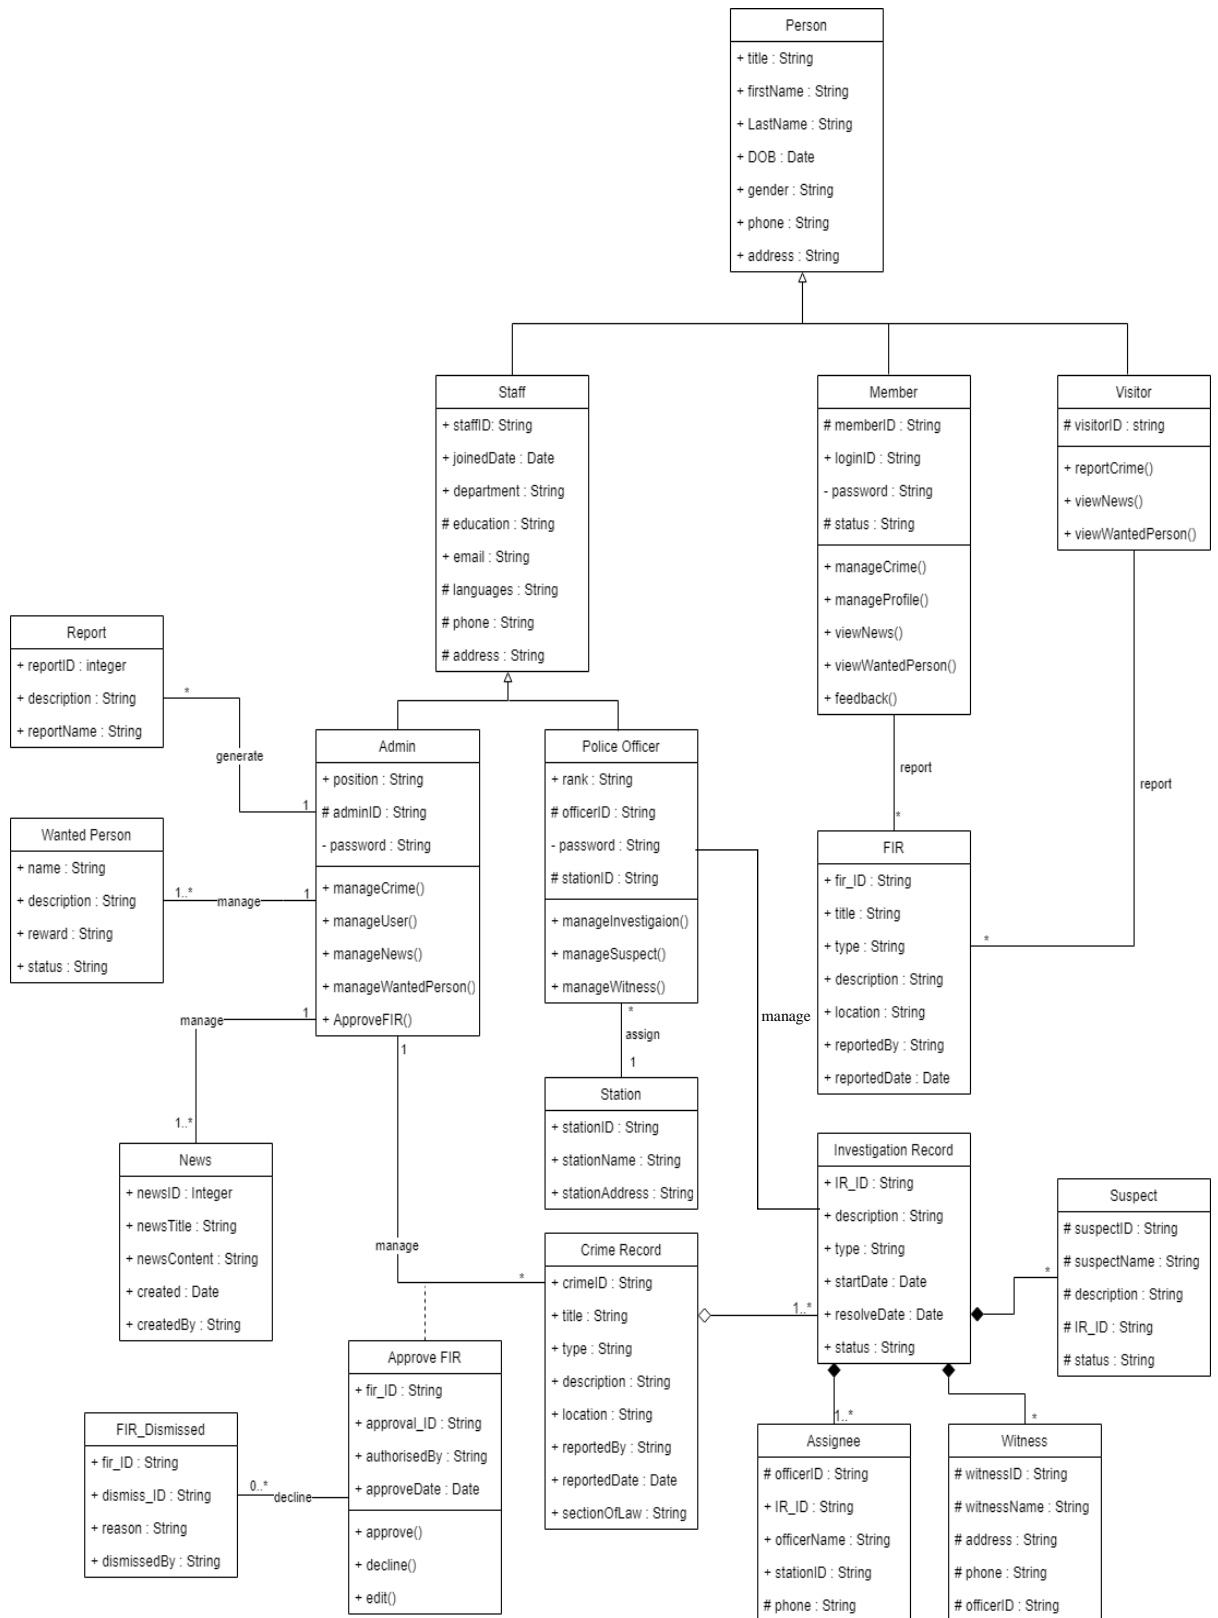 Person
+ title : String
+ firstName : String
+ LastName : String
+ DOB : Date
+ gender : String
+ phone : String
+ address : String
Staff
+ staffID: String
+ joinedDate : Date
+ department : String
# education : String
+ email : String
# languages : String
# phone : String
# address : String
Member
# memberID : String
+ loginID : String
- password : String
# status : String
+ manageCrime()
+ manageProfile()
+ viewNews()
+ viewWantedPerson()
+ feedback()
Visitor
# visitorID : string
+ reportCrime()
+ viewNews()
+ viewWantedPerson()
Report
+ reportID : integer
+ description : String
+ reportName : String
*
generate
1
Admin
+ position : String
# adminID : String
- password : String
+ manageCrime()
+ manageUser()
+ manageNews()
+ manageWantedPerson()
+ ApproveFIR()
Police Officer
+ rank : String
# officerID : String
- password : String
# stationID : String
+ manageInvestigaion()
+ manageSuspect()
+ manageWitness()
report
*
report
*
Wanted Person
+ name : String
+ description : String
+ reward : String
+ status : String
1..*
manage
1
FIR
+ fir_ID : String
+ title : String
+ type : String
+ description : String
+ location : String
+ reportedBy : String
+ reportedDate : Date
manage
1
1..*
1
*
assign
1
manage
Station
+ stationID : String
+ stationName : String
+ stationAddress : String
News
+ newsID : Integer
+ newsTitle : String
+ newsContent : String
+ created : Date
+ createdBy : String
manage
*
Crime Record
+ crimeID : String
+ title : String
+ type : String
+ description : String
+ location : String
+ reportedBy : String
+ reportedDate : Date
+ sectionOfLaw : String
1..*
Investigation Record
+ IR_ID : String
+ description : String
+ type : String
+ startDate : Date
+ resolveDate : Date
+ status : String
*
Suspect
# suspectID : String
# suspectName : String
# description : String
# IR_ID : String
# status : String
Approve FIR
+ fir_ID : String
+ approval_ID : String
+ authorisedBy : String
+ approveDate : Date
+ approve()
+ decline()
+ edit()
FIR_Dismissed
+ fir_ID : String
+ dismiss_ID : String
+ reason : String
+ dismissedBy : String
0..*
decline
1..*
Assignee
# officerID : String
+ IR_ID : String
+ officerName : String
+ stationID : String
# phone : String
*
Witness
# witnessID : String
# witnessName : String
# address : String
# phone : String
# officerID : String